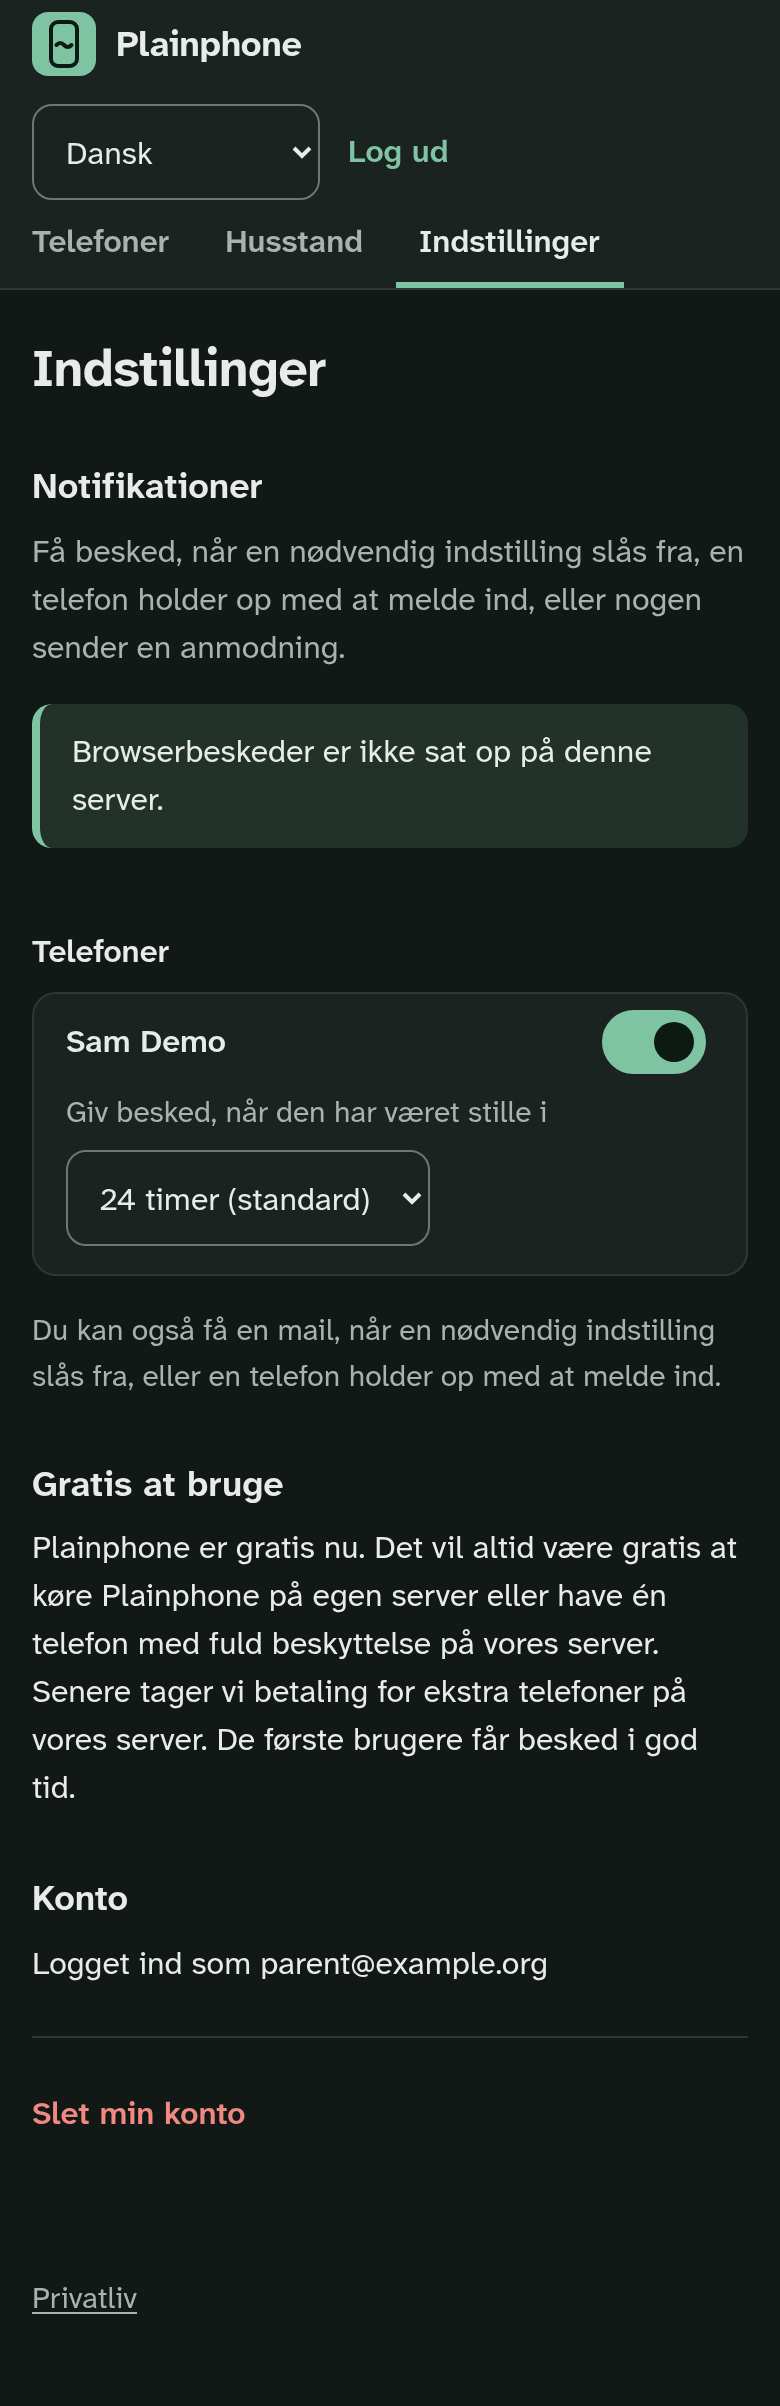 Plainphone
Dansk
Log ud
Telefoner
Husstand
Indstillinger
Indstillinger
Notifikationer
Få besked, når en nødvendig indstilling slås fra, en
telefon holder op med at melde ind, eller nogen
sender en anmodning.
Browserbeskeder er ikke sat op på denne
server.
Telefoner
Sam Demo
Giv besked, når den har været stille i
24 timer (standard)
Du kan også få en mail, når en nødvendig indstilling
slås fra, eller en telefon holder op med at melde ind.
Gratis at bruge
Plainphone er gratis nu. Det vil altid være gratis at
køre Plainphone på egen server eller have én
telefon med fuld beskyttelse på vores server.
Senere tager vi betaling for ekstra telefoner på
vores server. De første brugere får besked i god
tid.
Konto
Logget ind som parent@example.org
Slet min konto
Privatliv